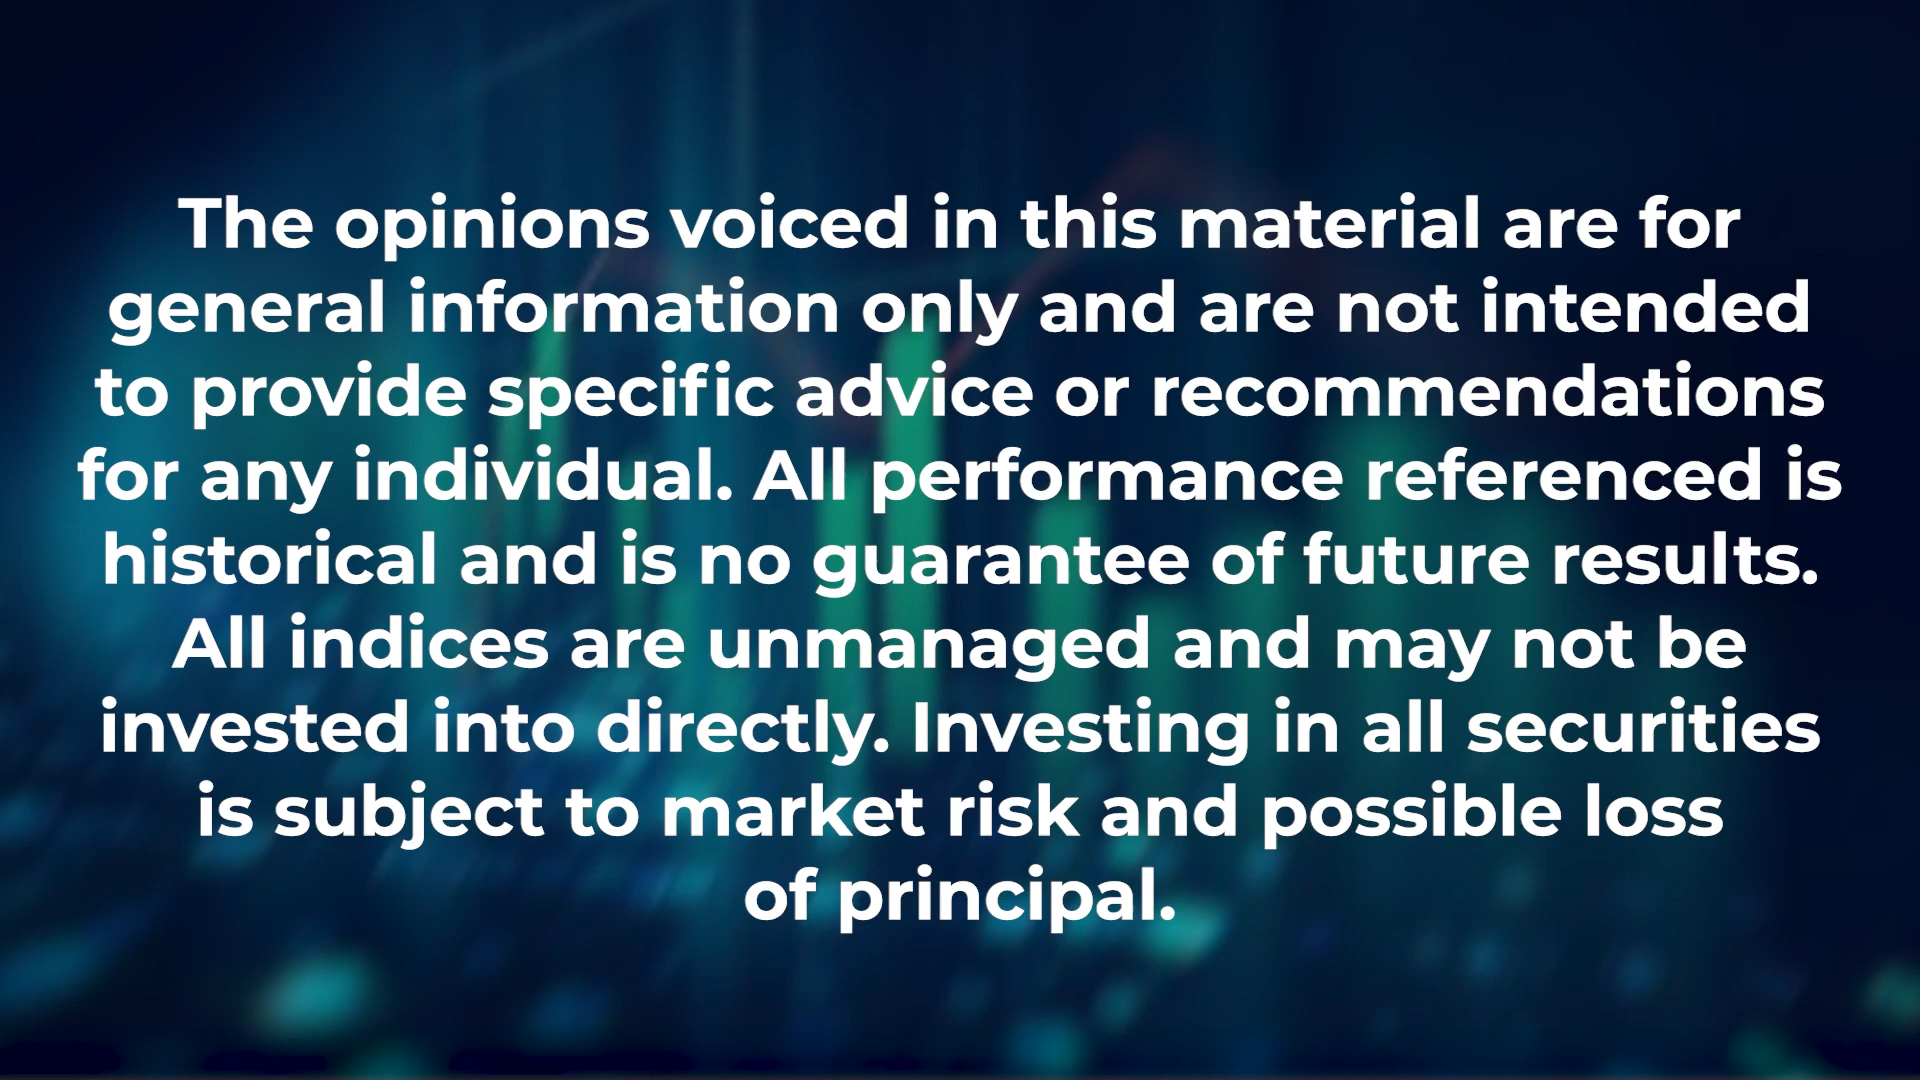 The opinions voiced in this material are for
general information only and are not intended
to provide specific advice or recommendations
for any individual. All performance referenced is
historical and is no guarantee of future results.
All indices are unmanaged and may not be
invested into directly. Investing in all securities
is subject to market risk and possible loss
of principal.